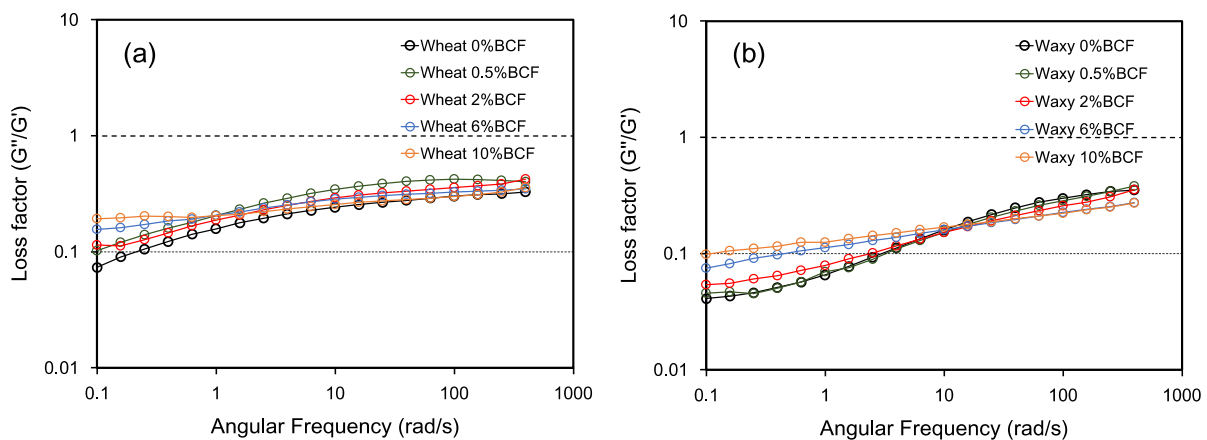 (a)
Wheat 0%BCF
Wheat 0.5%BCF
Wheat 2%BCF
Wheat 6%BCF
Wheat 10%BCF
Loss factor (G"/G')
10
1
0.1
0.01
0.1
1
10
100
1000
Angular Frequency (rad/s)
(b)
Waxy 0%BCF
Waxy 0.5%BCF
Waxy 2%BCF
Waxy 6%BCF
Waxy 10%BCF
Loss factor (G"/G')
10
1
0.1
0.01
0.1
1
10
100
1000
Angular Frequency (rad/s)